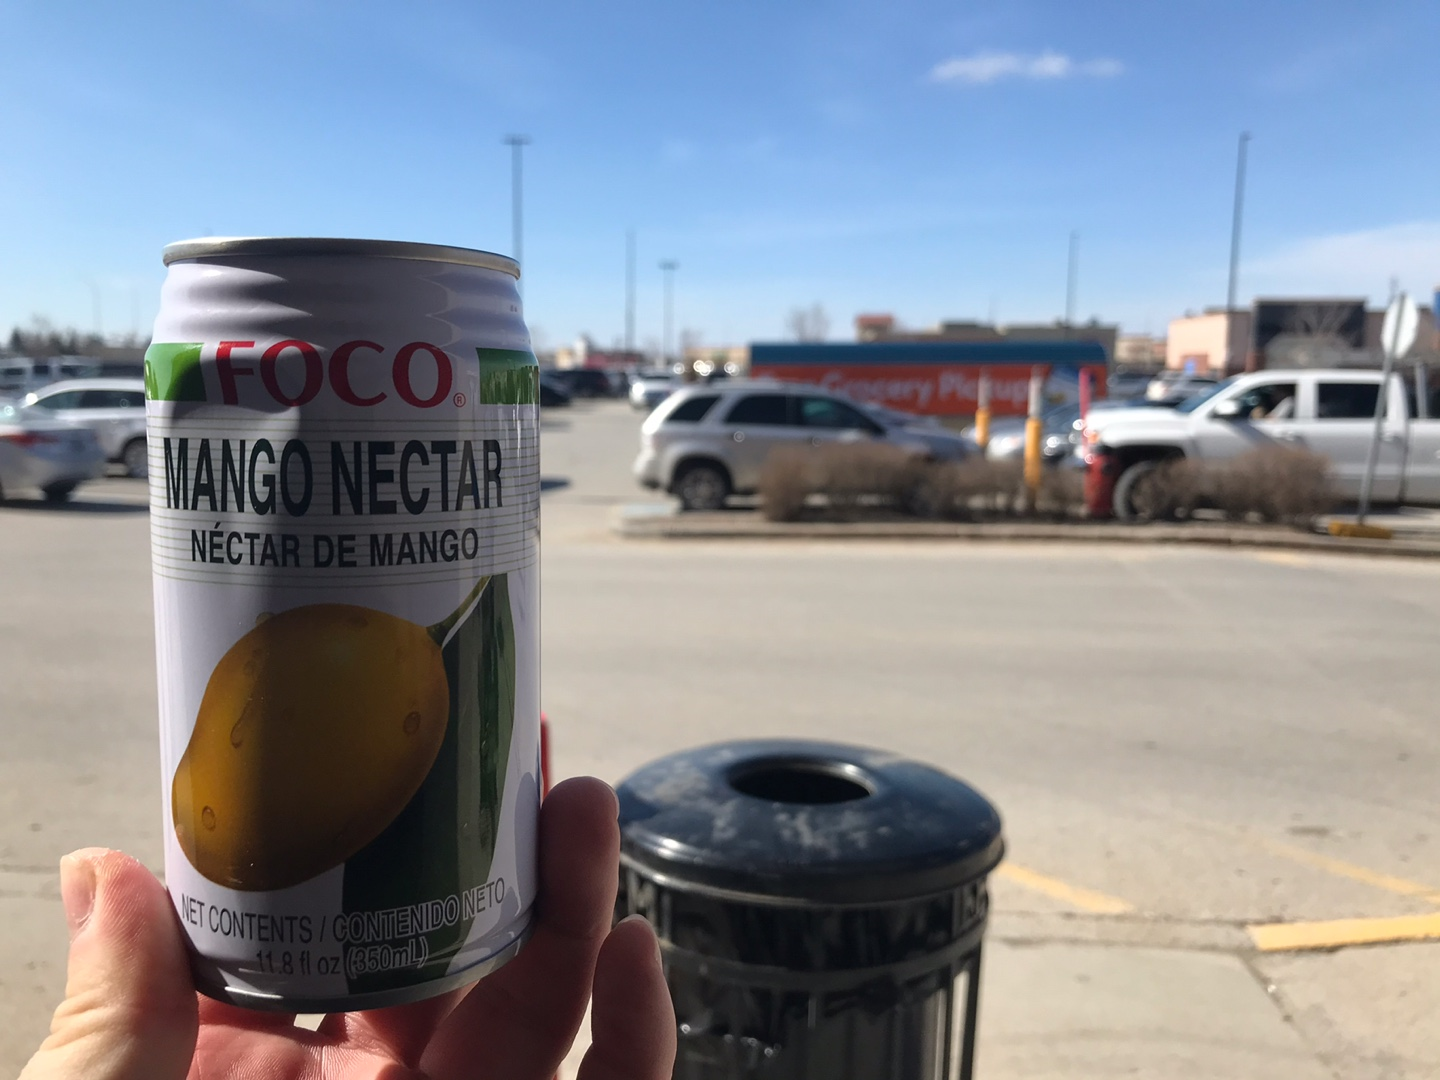 FOCO®
MANGO NECTAR
NÉCTAR DE MANGO
NET CONTENTS / CONTENIDO NETO
11.8 fl oz (350mL)
Grocery Pickup